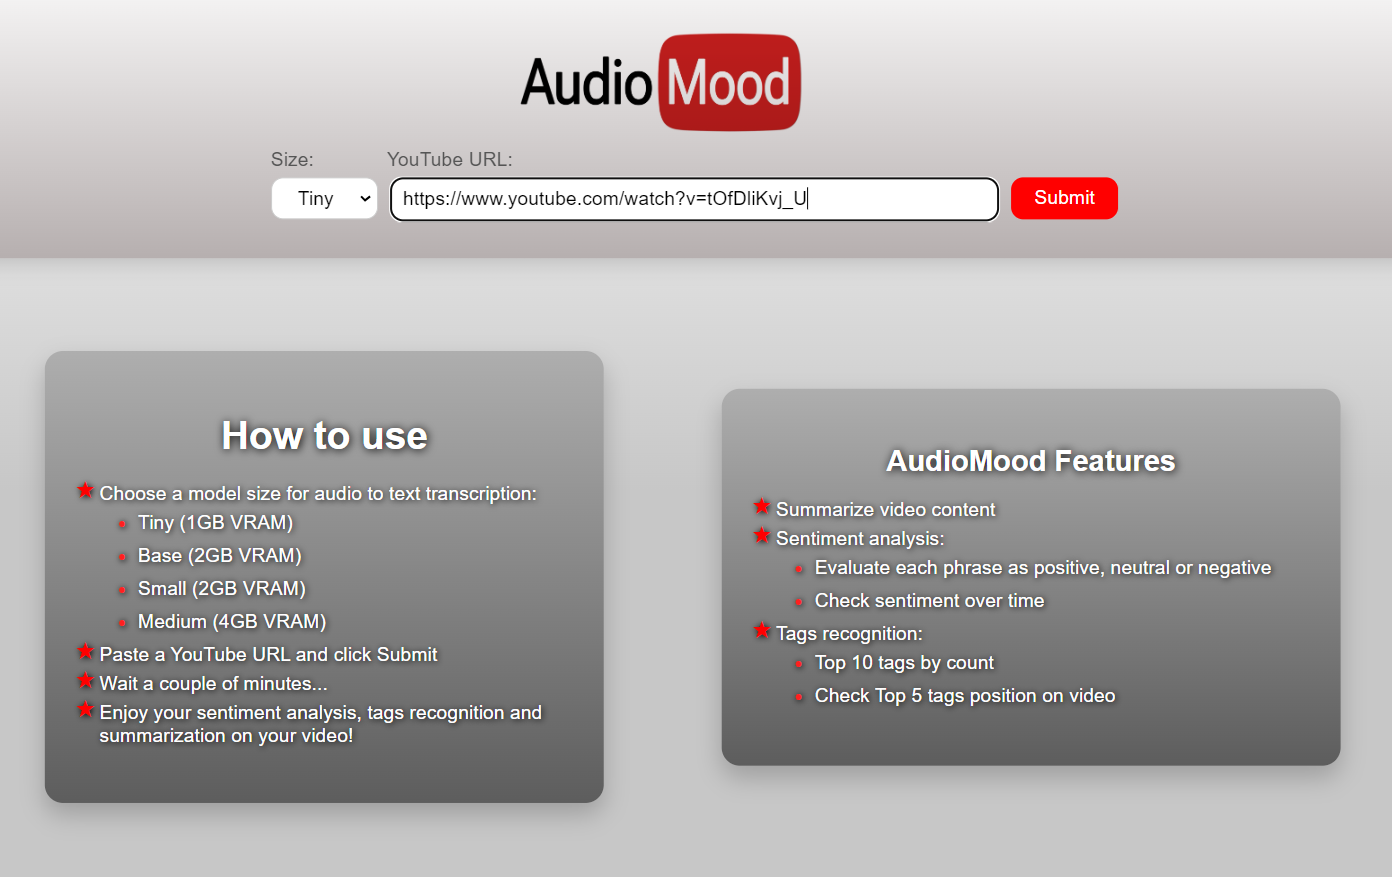 Audio Mood
Size:
YouTube URL:
Tiny
https://www.youtube.com/watch?v=tOfDliKvj_U
Submit
How to use
Choose a model size for audio to text transcription:
Tiny (1GB VRAM)
Base (2GB VRAM)
Small (2GB VRAM)
Medium (4GB VRAM)
Paste a YouTube URL and click Submit
Wait a couple of minutes...
Enjoy your sentiment analysis, tags recognition and
summarization on your video!
AudioMood Features
Summarize video content
Sentiment analysis:
Evaluate each phrase as positive, neutral or negative
Check sentiment over time
Tags recognition:
Top 10 tags by count
Check Top 5 tags position on video